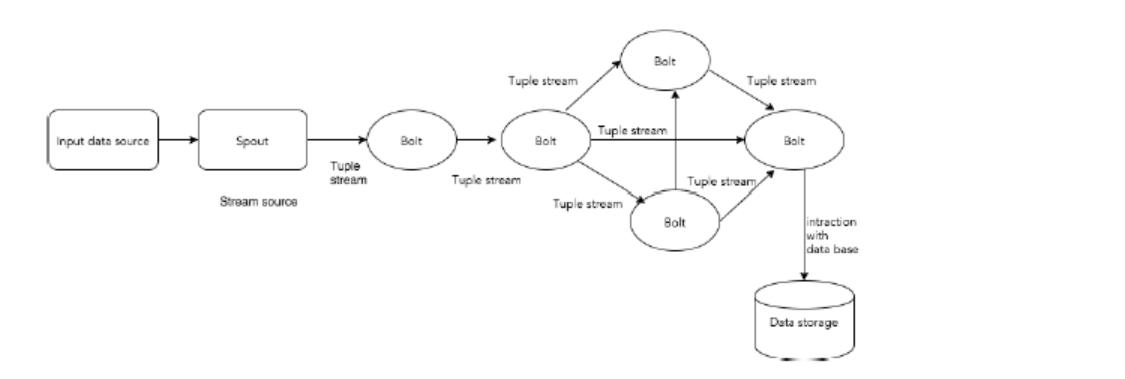 Bolt
Tuple stream
Tuple stream
Input data source
Spout
Bolt
Bolt
Tuple stream
Bolt
Tuple
stream
Tuple stream
Tuple stream
Stream source
Tuple stream
Bolt
intraction
with
data base
Data storage